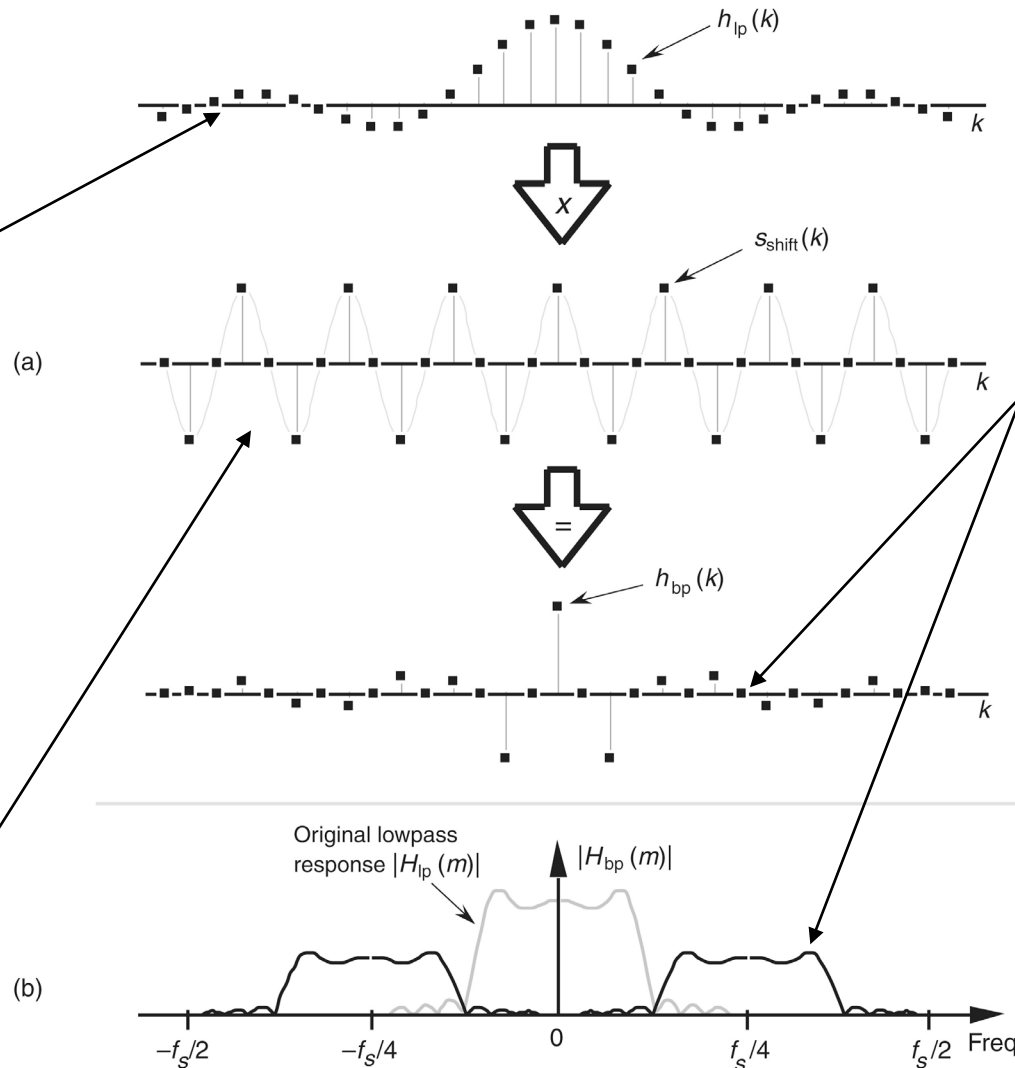 h_lp (k)
k
x
s_shift (k)
(a)
k
=
h_bp (k)
k
Original lowpass
response |H_lp (m)|
|H_bp (m)|
(b)
–f_s/2
–f_s/4
0
f_s/4
f_s/2
Freq